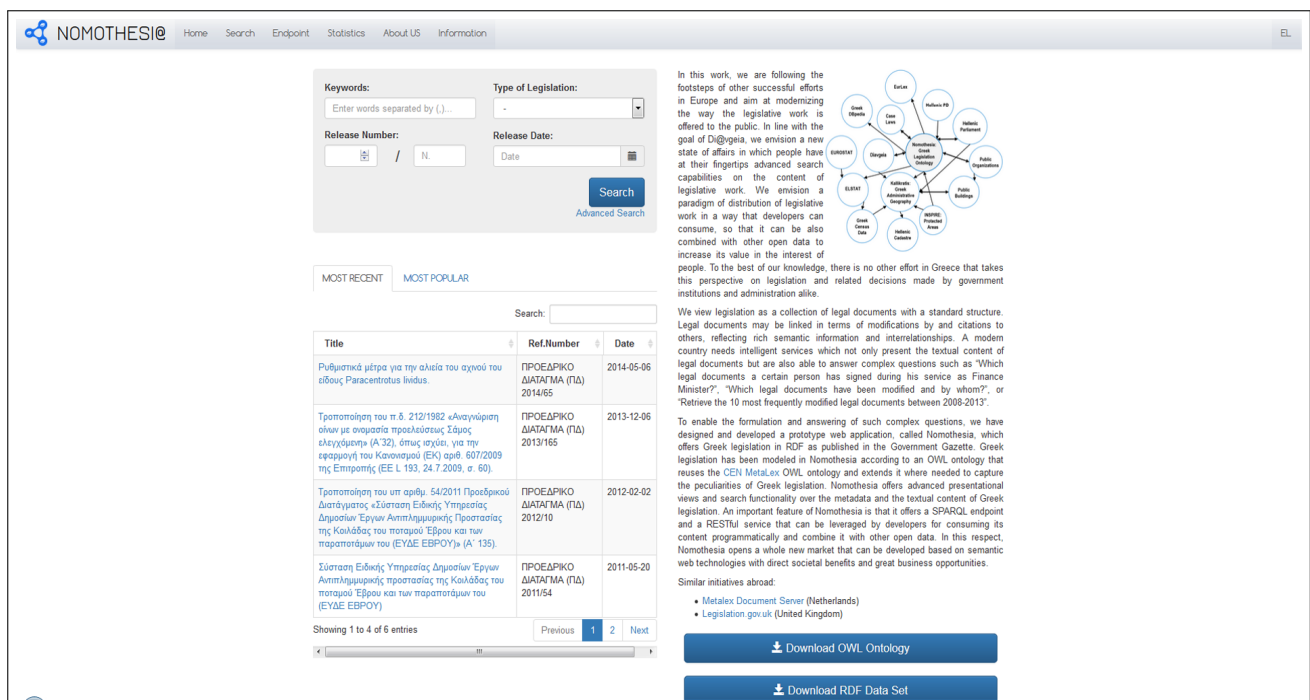 NOMOTHESI@
Home Search Endpoint Statistics About US Information
EL
Keywords:
Type of Legislation:
Enter words separated by (,)...
-
Release Number:
Release Date:
/ N.
Date
Search
Advanced Search
MOST RECENT MOST POPULAR
Search:
Title Ref.Number Date
Ρυθμιστικά μέτρα για την αλιεία του αχινού του
είδους Paracentrotus lividus.
ΠΡΟΕΔΡΙΚΟ
ΔΙΑΤΑΓΜΑ (ΠΔ)
2014/65
2014-05-06
Τροποποίηση του π.δ. 212/1982 «Αναγνώριση
οίνων με ονομασία προελεύσεως Σάμος
ελεγχόμενη» (Α΄32), όπως ισχύει, για την
εφαρμογή του Κανονισμού (ΕΚ) αριθ. 607/2009
της Επιτροπής (ΕΕ L 193, 24.7.2009, σ. 60).
ΠΡΟΕΔΡΙΚΟ
ΔΙΑΤΑΓΜΑ (ΠΔ)
2013/165
2013-12-06
Τροποποίηση του υπ αριθμ. 54/2011 Προεδρικού
Διατάγματος «Σύσταση Ειδικής Υπηρεσίας
Δημοσίων Έργων Αντιπλημμυρικής Προστασίας
της Κοιλάδας του ποταμού Έβρου και των
παραποτάμων του (ΕΥΔΕ ΕΒΡΟΥ)» (Α΄ 135).
ΠΡΟΕΔΡΙΚΟ
ΔΙΑΤΑΓΜΑ (ΠΔ)
2012/10
2012-02-02
Σύσταση Ειδικής Υπηρεσίας Δημοσίων Έργων
Αντιπλημμυρικής προστασίας της Κοιλάδας του
ποταμού Έβρου και των παραποτάμων του
(ΕΥΔΕ ΕΒΡΟΥ)
ΠΡΟΕΔΡΙΚΟ
ΔΙΑΤΑΓΜΑ (ΠΔ)
2011/54
2011-05-20
Showing 1 to 4 of 6 entries
Previous 1 2 Next
In this work, we are following the
footsteps of other successful efforts
in Europe and aim at modernizing
the way the legislative work is
offered to the public. In line with the
goal of Di@vgeia, we envision a new
state of affairs in which people have
at their fingertips advanced search
capabilities on the content of
legislative work. We envision a
paradigm of distribution of legislative
work in a way that developers can
consume, so that it can be also
combined with other open data to
increase its value in the interest of
people. To the best of our knowledge, there is no other effort in Greece that takes
this perspective on legislation and related decisions made by government
institutions and administration alike.
EurLex
Greek
DBpedia
Case
Laws
Hellenic PD
Hellenic
Parliament
EUROSTAT
Diavgeia
Nomothesia:
Greek
Legislation
Ontology
Public
Organizations
ELSTAT
Kallikratis:
Greek
Administrative
Geography
Public
Buildings
Greek
Census
Data
Hellenic
Cadastre
INSPIRE:
Protected
Areas
We view legislation as a collection of legal documents with a standard structure.
Legal documents may be linked in terms of modifications by and citations to
others, reflecting rich semantic information and interrelationships. A modern
country needs intelligent services which not only present the textual content of
legal documents but are also able to answer complex questions such as “Which
legal documents a certain person has signed during his service as Finance
Minister?”, “Which legal documents have been modified and by whom?”, or
“Retrieve the 10 most frequently modified legal documents between 2008-2013”.
To enable the formulation and answering of such complex questions, we have
designed and developed a prototype web application, called Nomothesia, which
offers Greek legislation in RDF as published in the Government Gazette. Greek
legislation has been modeled in Nomothesia according to an OWL ontology that
reuses the CEN MetaLex OWL ontology and extends it where needed to capture
the peculiarities of Greek legislation. Nomothesia offers advanced presentational
views and search functionality over the metadata and the textual content of Greek
legislation. An important feature of Nomothesia is that it offers a SPARQL endpoint
and a RESTful service that can be leveraged by developers for consuming its
content programmatically and combine it with other open data. In this respect,
Nomothesia opens a whole new market that can be developed based on semantic
web technologies with direct societal benefits and great business opportunities.
Similar initiatives abroad:
• Metalex Document Server (Netherlands)
• Legislation.gov.uk (United Kingdom)
Download OWL Ontology
Download RDF Data Set